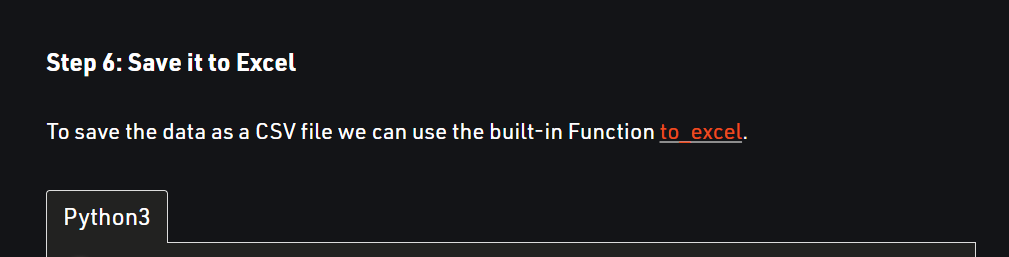 Step 6: Save it to Excel
To save the data as a CSV file we can use the built-in Function to_excel.
Python3